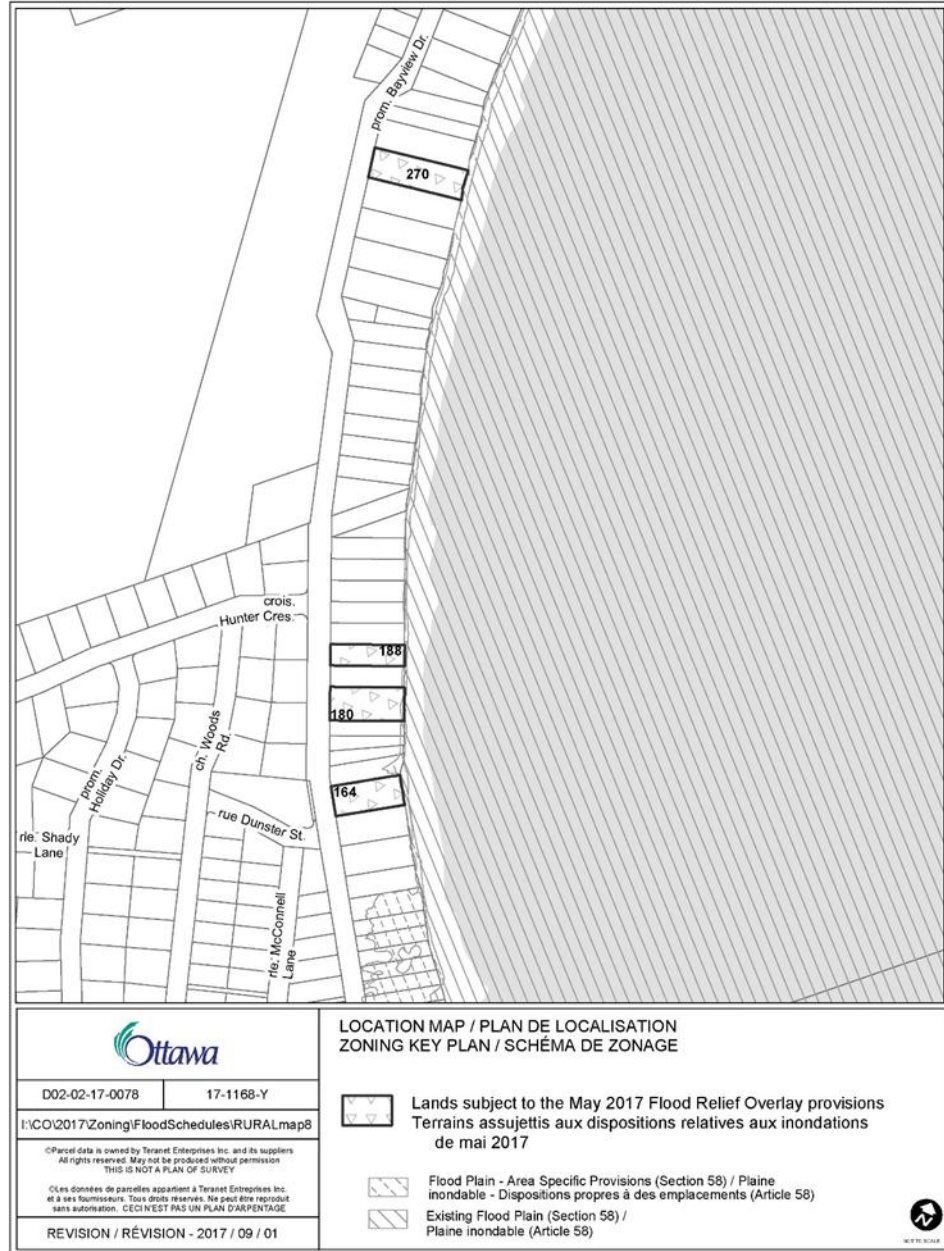 prom. Bayview Dr.
270
crois.
Hunter Cres.
188
180
164
prom.
Holiday Dr.
ch. Woods
Rd.
rue Dunster St.
rle. Shady
Lane
rle. McConnell
Lane
Ottawa
D02-02-17-0078
17-1168-Y
I:\CO\2017\Zoning\FloodSchedules\RURALmap8
©Parcel data is owned by Teranet Enterprises Inc. and its suppliers
All rights reserved. May not be produced without permission
THIS IS NOT A PLAN OF SURVEY
©Les données de parcelles appartient à Teranet Entreprises Inc.
et à ses fournisseurs. Tous droits réservés. Ne peut être reproduit
sans autorisation. CECI N'EST PAS UN PLAN D'ARPENTAGE
REVISION / RÉVISION - 2017 / 09 / 01
LOCATION MAP / PLAN DE LOCALISATION
ZONING KEY PLAN / SCHÉMA DE ZONAGE
Lands subject to the May 2017 Flood Relief Overlay provisions
Terrains assujettis aux dispositions relatives aux inondations
de mai 2017
Flood Plain - Area Specific Provisions (Section 58) / Plaine
inondable - Dispositions propres à des emplacements (Article 58)
Existing Flood Plain (Section 58) /
Plaine inondable (Article 58)
NOT TO SCALE